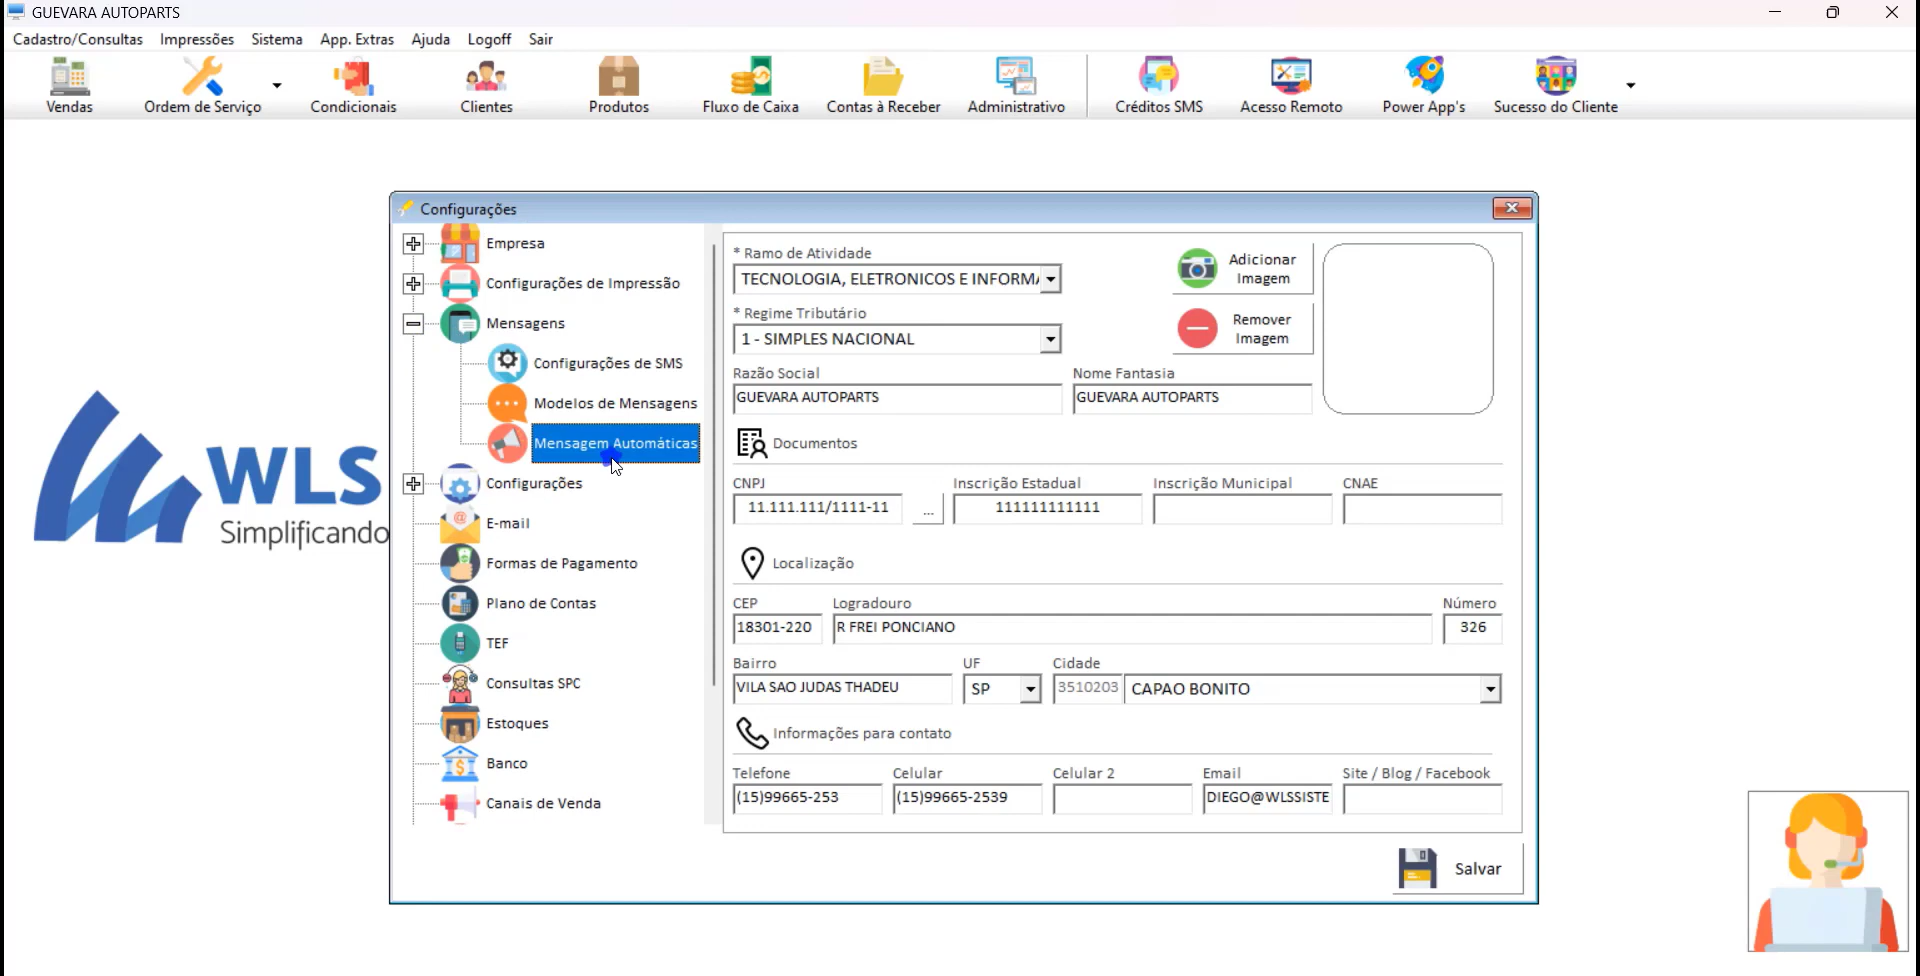 GUEVARA AUTOPARTS
Cadastro/Consultas Impressões Sistema App. Extras Ajuda Logoff Sair
Vendas Ordem de Serviço Condicionais Clientes Produtos Fluxo de Caixa Contas à Receber Administrativo Créditos SMS Acesso Remoto Power App's Sucesso do Cliente
WLS
Simplificando
Configurações
Empresa
Configurações de Impressão
Mensagens
Configurações de SMS
Modelos de Mensagens
Mensagem Automáticas
Configurações
E-mail
Formas de Pagamento
Plano de Contas
TEF
Consultas SPC
Estoques
Banco
Canais de Venda
* Ramo de Atividade
TECNOLOGIA, ELETRONICOS E INFORMA
Adicionar
Imagem
* Regime Tributário
1 - SIMPLES NACIONAL
Remover
Imagem
Razão Social Nome Fantasia
GUEVARA AUTOPARTS GUEVARA AUTOPARTS
Documentos
CNPJ Inscrição Estadual Inscrição Municipal CNAE
11.111.111/1111-11 ... 111111111111
Localização
CEP Logradouro Número
18301-220 R FREI PONCIANO 326
Bairro UF Cidade
VILA SAO JUDAS THADEU SP 3510203 CAPAO BONITO
Informações para contato
Telefone Celular Celular 2 Email Site / Blog / Facebook
(15)99665-253 (15)99665-2539 DIEGO@WLSSISTE
Salvar